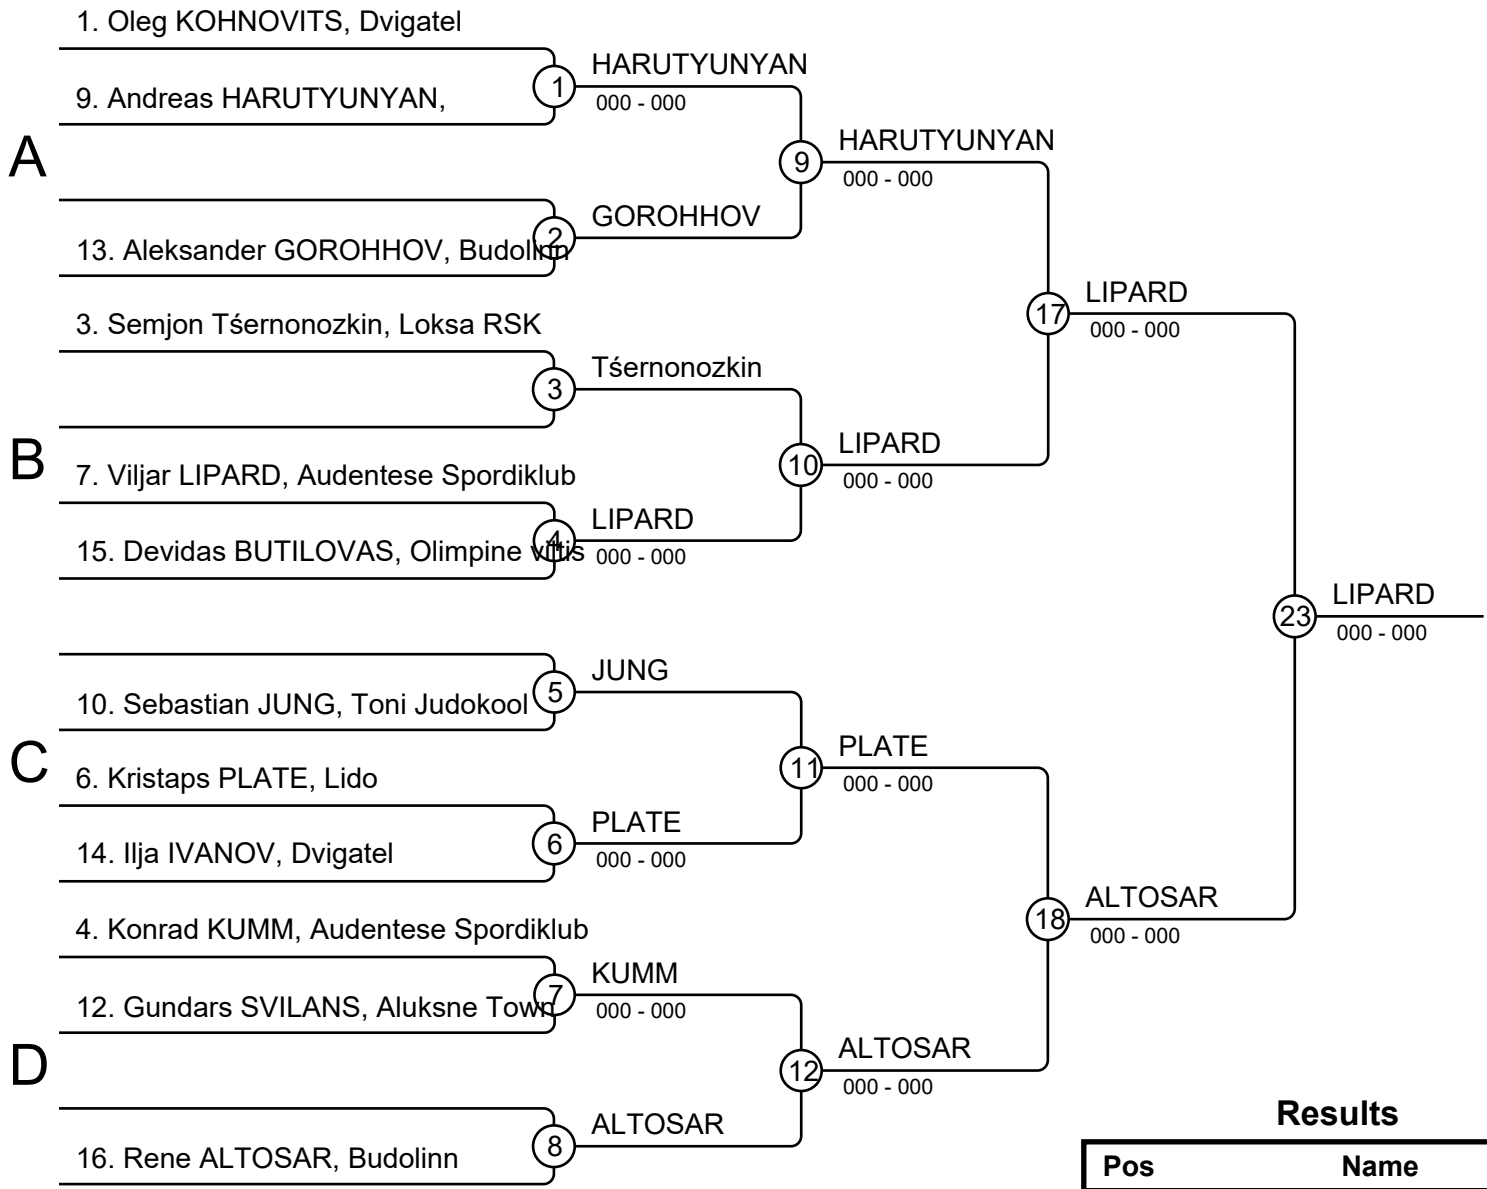 1. Oleg KOHNOVITS, Dvigatel
HARUTYUNYAN
1
9. Andreas HARUTYUNYAN,
000 - 000
A
HARUTYUNYAN
9
000 - 000
GOROHHOV
2
13. Aleksander GOROHHOV, Budolinn
LIPARD
17
000 - 000
3. Semjon Tśernonozkin, Loksa RSK
Tśernonozkin
3
B
LIPARD
10
000 - 000
7. Viljar LIPARD, Audentese Spordiklub
LIPARD
4
15. Devidas BUTILOVAS, Olimpine viltis
000 - 000
LIPARD
23
000 - 000
JUNG
5
10. Sebastian JUNG, Toni Judokool
C
PLATE
11
000 - 000
6. Kristaps PLATE, Lido
PLATE
6
14. Ilja IVANOV, Dvigatel
000 - 000
ALTOSAR
18
000 - 000
4. Konrad KUMM, Audentese Spordiklub
KUMM
7
12. Gundars SVILANS, Aluksne Town
000 - 000
D
ALTOSAR
12
000 - 000
ALTOSAR
8
16. Rene ALTOSAR, Budolinn
Results
Pos Name